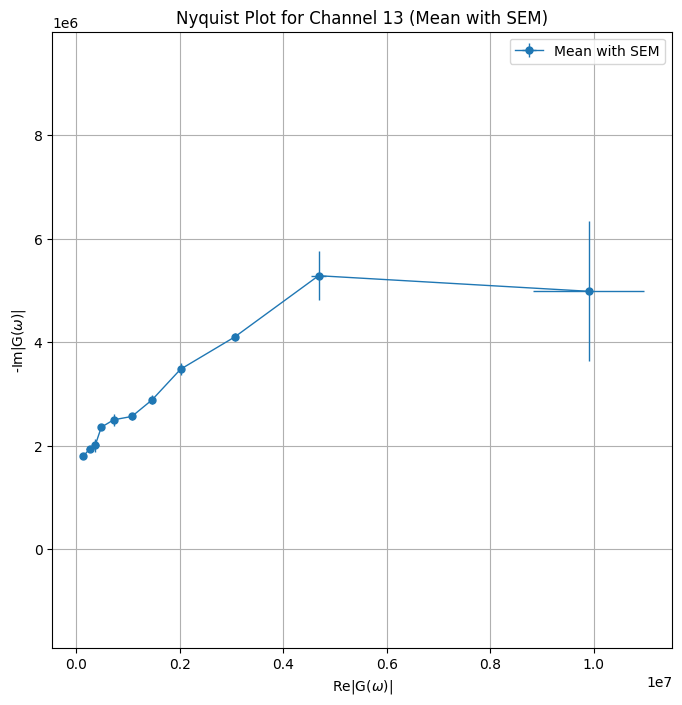 Nyquist Plot for Channel 13 (Mean with SEM)
1e6
Mean with SEM
8
6
4
2
0
-Im|G(ω)|
0.0 0.2 0.4 0.6 0.8 1.0
1e7
Re|G(ω)|